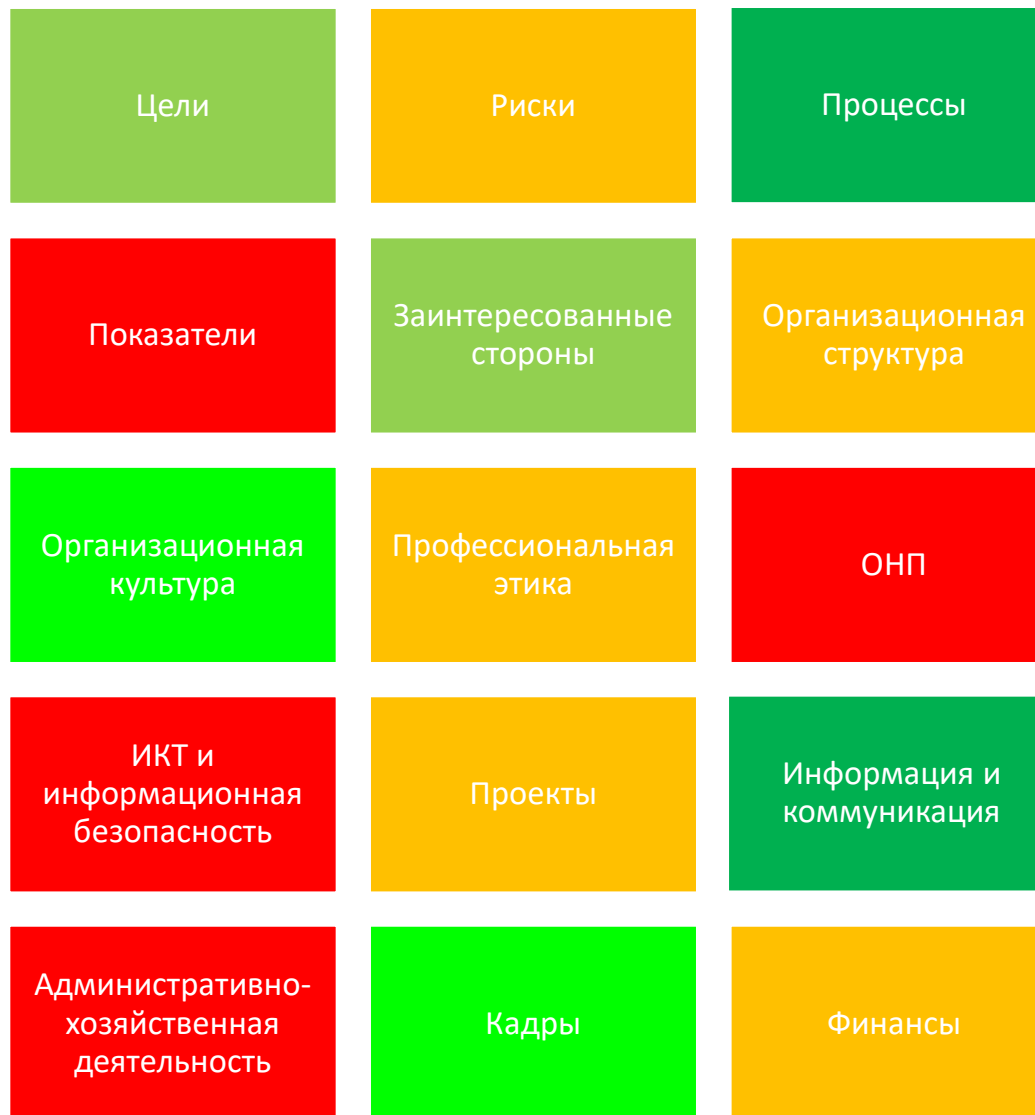 Цели
Риски
Процессы
Показатели
Заинтересованные
стороны
Организационная
структура
Организационная
культура
Профессиональная
этика
ОНП
ИКТ и
информационная
безопасность
Проекты
Информация и
коммуникация
Административно-
хозяйственная
деятельность
Кадры
Финансы